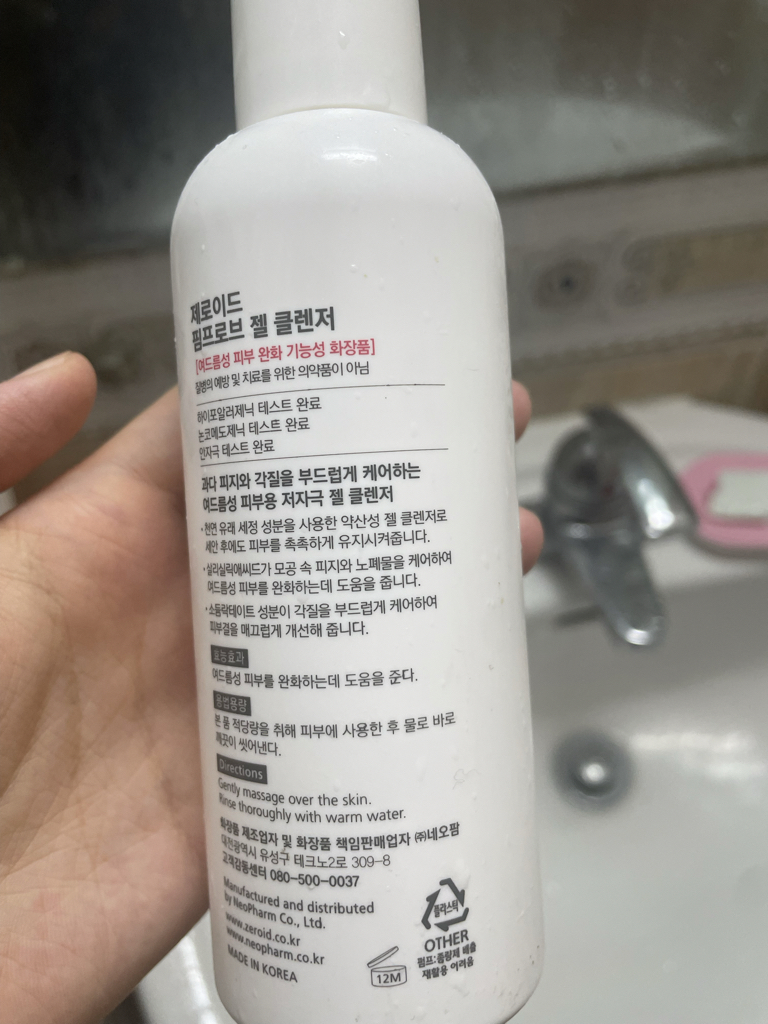 제로이드
핌프로브 젤 클렌저
[여드름성 피부 완화 기능성 화장품]
질병의 예방 및 치료를 위한 의약품이 아님
하이포알러제닉 테스트 완료
논코메도제닉 테스트 완료
인자극 테스트 완료
과다 피지와 각질을 부드럽게 케어하는
여드름성 피부용 저자극 젤 클렌저
• 천연 유래 세정 성분을 사용한 약산성 젤 클렌저로
세안 후에도 피부를 촉촉하게 유지시켜줍니다.
• 살리실릭애씨드가 모공 속 피지와 노폐물을 케어하여
여드름성 피부를 완화하는데 도움을 줍니다.
• 소듐락테이트 성분이 각질을 부드럽게 케어하여
피부결을 매끄럽게 개선해 줍니다.
효능효과
여드름성 피부를 완화하는데 도움을 준다.
용법용량
본 품 적당량을 취해 피부에 사용한 후 물로 바로
깨끗이 씻어낸다.
Directions
Gently massage over the skin.
Rinse thoroughly with warm water.
화장품 제조업자 및 화장품 책임판매업자 ㈜네오팜
대전광역시 유성구 테크노2로 309-8
고객감동센터 080-500-0037
Manufactured and distributed
by NeoPharm Co., Ltd.
www.zeroid.co.kr
www.neopharm.co.kr
MADE IN KOREA
12M
플라스틱
OTHER
펌프:종량제 배출
재활용 어려움